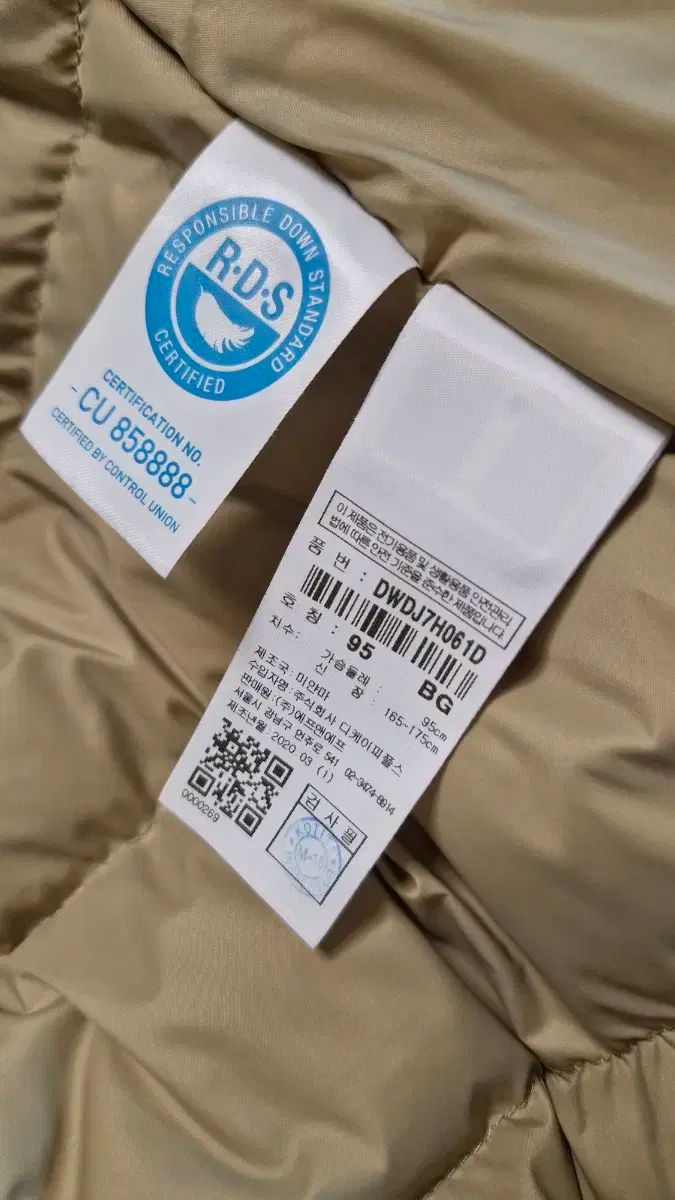 RESPONSIBLE DOWN STANDARD
R·D·S
CERTIFIED
CERTIFICATION NO.
- CU 858888 -
CERTIFIED BY CONTROL UNION
이 제품은 전기용품 및 생활용품 안전관리
법에 따른 안전 기준을 준수한 제품입니다.
품 번 : DWDJ7H061D
호 칭 : 95 BG
치수: 가슴둘레 : 95cm
신 장 : 165-175cm
제조국:미얀마
수입자명:주식회사 디케이피플스
판매원:(주)에프앤에프
서울시 강남구 언주로 541 02-3474-9914
제조년월:2020 03 (1)
0000269
검 사 필
KOTITI
M-16